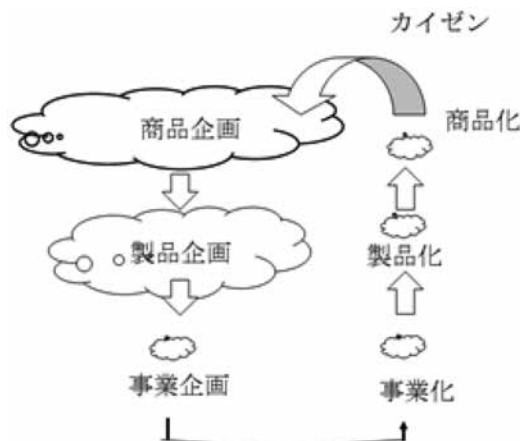 カイゼン
商品企画
商品化
製品企画
製品化
事業企画
事業化